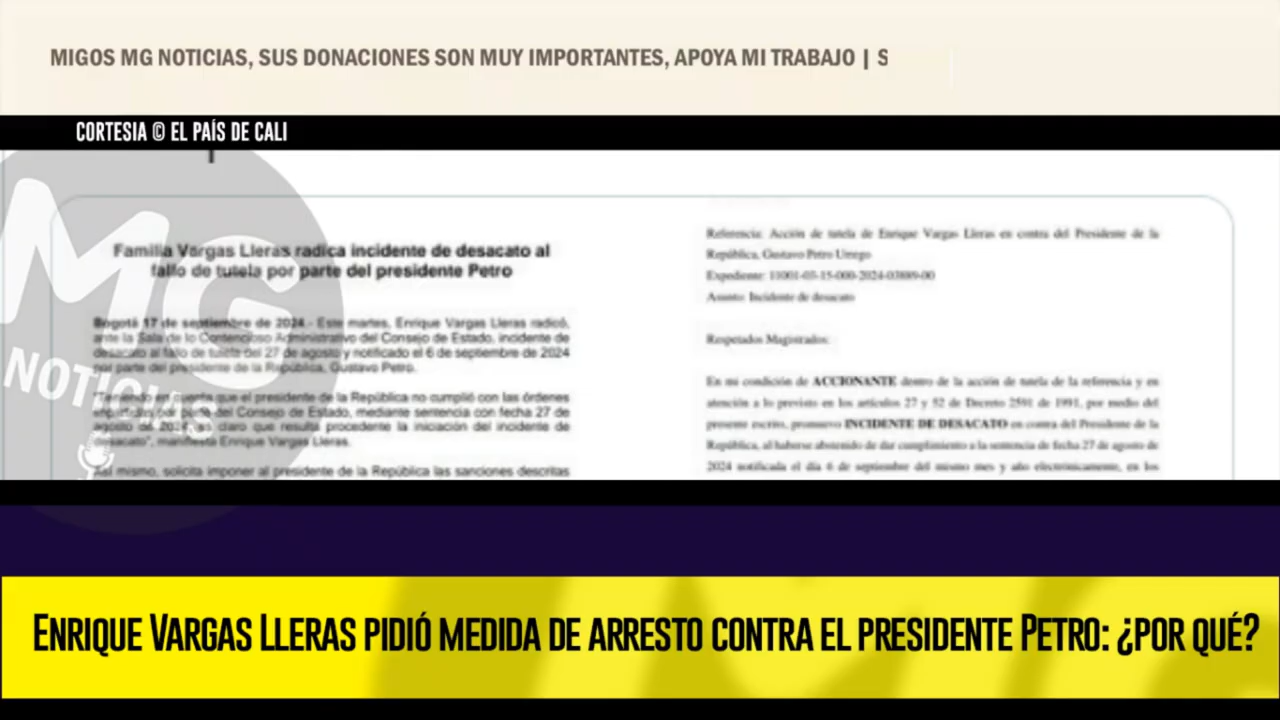 MIGOS MG NOTICIAS, SUS DONACIONES SON MUY IMPORTANTES, APOYA MI TRABAJO | S
CORTESIA © EL PAÍS DE CALI
MG
NOTICIAS
Familia Vargas Lleras radica incidente de desacato al
fallo de tutela por parte del presidente Petro
Bogotá 17 de septiembre de 2024.- Este martes, Enrique Vargas Lleras radicó,
ante la Sala de lo Contencioso Administrativo del Consejo de Estado, incidente de
desacato al fallo de tutela del 27 de agosto y notificado el 6 de septiembre de 2024
por parte del presidente de la República, Gustavo Petro.
"Teniendo en cuenta que el presidente de la República no cumplió con las órdenes
impartidas por parte del Consejo de Estado, mediante sentencia con fecha 27 de
agosto de 2024, es claro que resulta procedente la iniciación del incidente de
desacato", manifiesta Enrique Vargas Lleras.
Así mismo, solicita imponer al presidente de la República las sanciones descritas
Referencia: Acción de tutela de Enrique Vargas Lleras en contra del Presidente de la
República, Gustavo Petro Urrego
Expediente: 11001-03-15-000-2024-03889-00
Asunto: Incidente de desacato
Respetados Magistrados:
En mi condición de ACCIONANTE dentro de la acción de tutela de la referencia y en
atención a lo previsto en los artículos 27 y 52 de Decreto 2591 de 1991, por medio del
presente escrito, promuevo INCIDENTE DE DESACATO en contra del Presidente de la
República, al haberse abstenido de dar cumplimiento a la sentencia de fecha 27 de agosto de
2024 notificada el día 6 de septiembre del mismo mes y año electrónicamente, en los
ENRIQUE VARGAS LLERAS PIDIÓ MEDIDA DE ARRESTO CONTRA EL PRESIDENTE PETRO: ¿POR QUÉ?